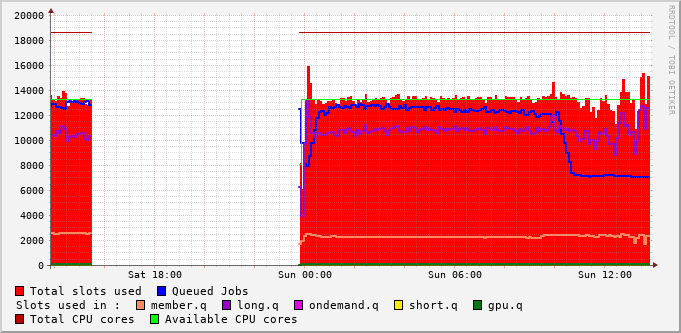 20000
18000
16000
14000
12000
10000
8000
6000
4000
2000
0
Sat 18:00 Sun 00:00 Sun 06:00 Sun 12:00
Total slots used Queued Jobs
Slots used in : member.q long.q ondemand.q short.q gpu.q
Total CPU cores Available CPU cores
RRDTOOL / TOBI OETIKER